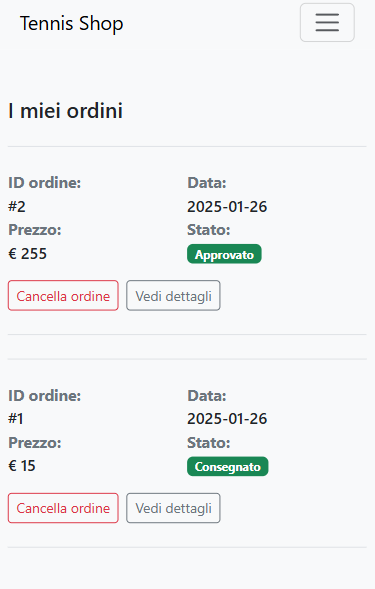 Tennis Shop
I miei ordini
ID ordine: Data:
#2 2025-01-26
Prezzo: Stato:
€ 255 Approvato
Cancella ordine Vedi dettagli
ID ordine: Data:
#1 2025-01-26
Prezzo: Stato:
€ 15 Consegnato
Cancella ordine Vedi dettagli